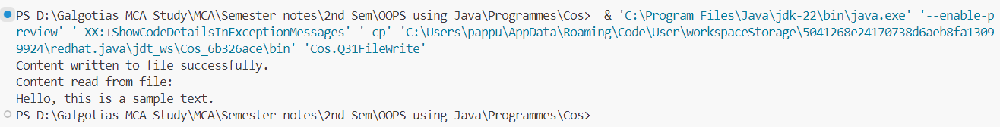 PS D:\Galgotias MCA Study\MCA\Semester notes\2nd Sem\OOPS using Java\Programmes\Cos>  & 'C:\Program Files\Java\jdk-22\bin\java.exe' '--enable-p
review' '-XX:+ShowCodeDetailsInExceptionMessages' '-cp' 'C:\Users\pappu\AppData\Roaming\Code\User\workspaceStorage\5041268e24170738d6aeb8fa1309
9924\redhat.java\jdt_ws\Cos_6b326ace\bin' 'Cos.Q31FileWrite'
Content written to file successfully.
Content read from file:
Hello, this is a sample text.
PS D:\Galgotias MCA Study\MCA\Semester notes\2nd Sem\OOPS using Java\Programmes\Cos>